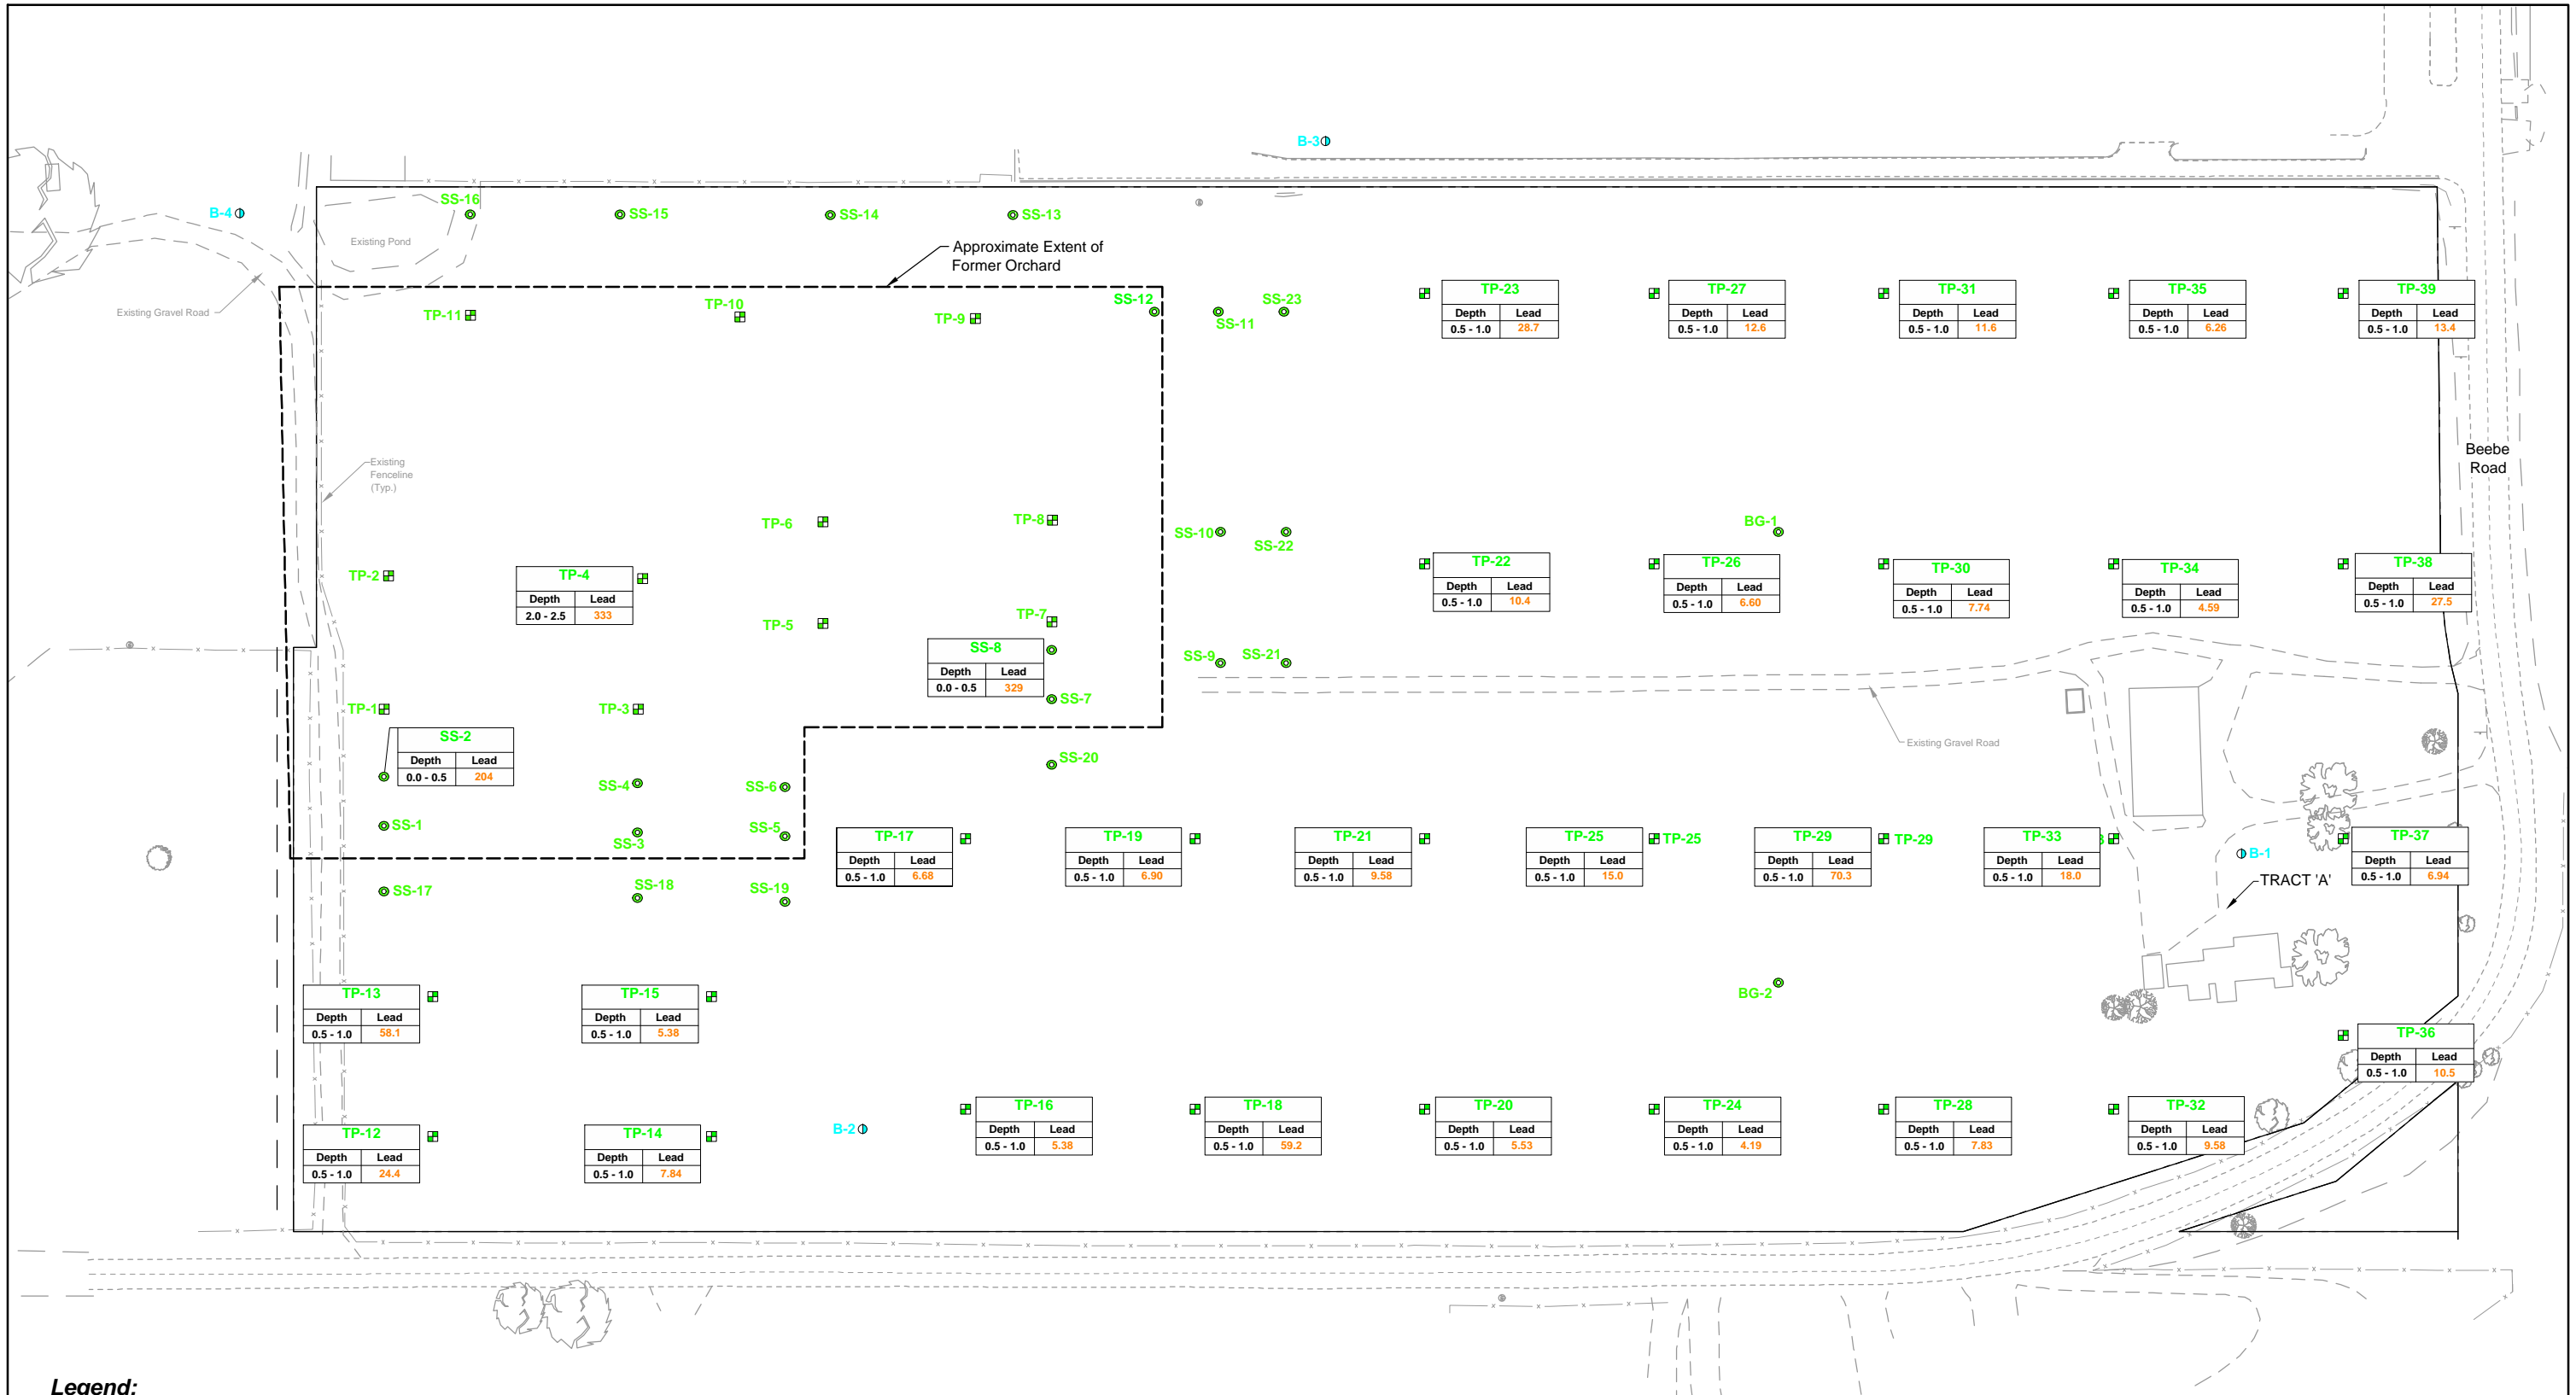 B-3
B-4
SS-16
SS-15
SS-14
SS-13
Existing Pond
Approximate Extent of
Former Orchard
Existing Gravel Road
TP-11
TP-10
TP-9
SS-12
SS-11
SS-23
TP-23
Depth Lead
0.5 - 1.0 28.7
TP-27
Depth Lead
0.5 - 1.0 12.6
TP-31
Depth Lead
0.5 - 1.0 11.6
TP-35
Depth Lead
0.5 - 1.0 6.26
TP-39
Depth Lead
0.5 - 1.0 13.4
Existing
Fenceline
(Typ.)
Beebe
Road
TP-6
TP-8
SS-10
SS-22
BG-1
TP-2
TP-4
Depth Lead
2.0 - 2.5 333
TP-22
Depth Lead
0.5 - 1.0 10.4
TP-26
Depth Lead
0.5 - 1.0 6.60
TP-30
Depth Lead
0.5 - 1.0 7.74
TP-34
Depth Lead
0.5 - 1.0 4.59
TP-38
Depth Lead
0.5 - 1.0 27.5
TP-5
TP-7
SS-8
Depth Lead
0.0 - 0.5 329
SS-9
SS-21
SS-7
TP-1
TP-3
SS-2
Depth Lead
0.0 - 0.5 204
SS-20
Existing Gravel Road
SS-4
SS-6
SS-1
SS-3
SS-5
TP-17
Depth Lead
0.5 - 1.0 6.68
TP-19
Depth Lead
0.5 - 1.0 6.90
TP-21
Depth Lead
0.5 - 1.0 9.58
TP-25
Depth Lead
0.5 - 1.0 15.0
TP-25
TP-29
Depth Lead
0.5 - 1.0 70.3
TP-29
TP-33
Depth Lead
0.5 - 1.0 18.0
B-1
TP-37
Depth Lead
0.5 - 1.0 6.94
TRACT 'A'
SS-17
SS-18
SS-19
BG-2
TP-13
Depth Lead
0.5 - 1.0 58.1
TP-15
Depth Lead
0.5 - 1.0 5.38
TP-36
Depth Lead
0.5 - 1.0 10.5
TP-12
Depth Lead
0.5 - 1.0 24.4
TP-14
Depth Lead
0.5 - 1.0 7.84
B-2
TP-16
Depth Lead
0.5 - 1.0 5.38
TP-18
Depth Lead
0.5 - 1.0 59.2
TP-20
Depth Lead
0.5 - 1.0 5.53
TP-24
Depth Lead
0.5 - 1.0 4.19
TP-28
Depth Lead
0.5 - 1.0 7.83
TP-32
Depth Lead
0.5 - 1.0 9.58
Legend: